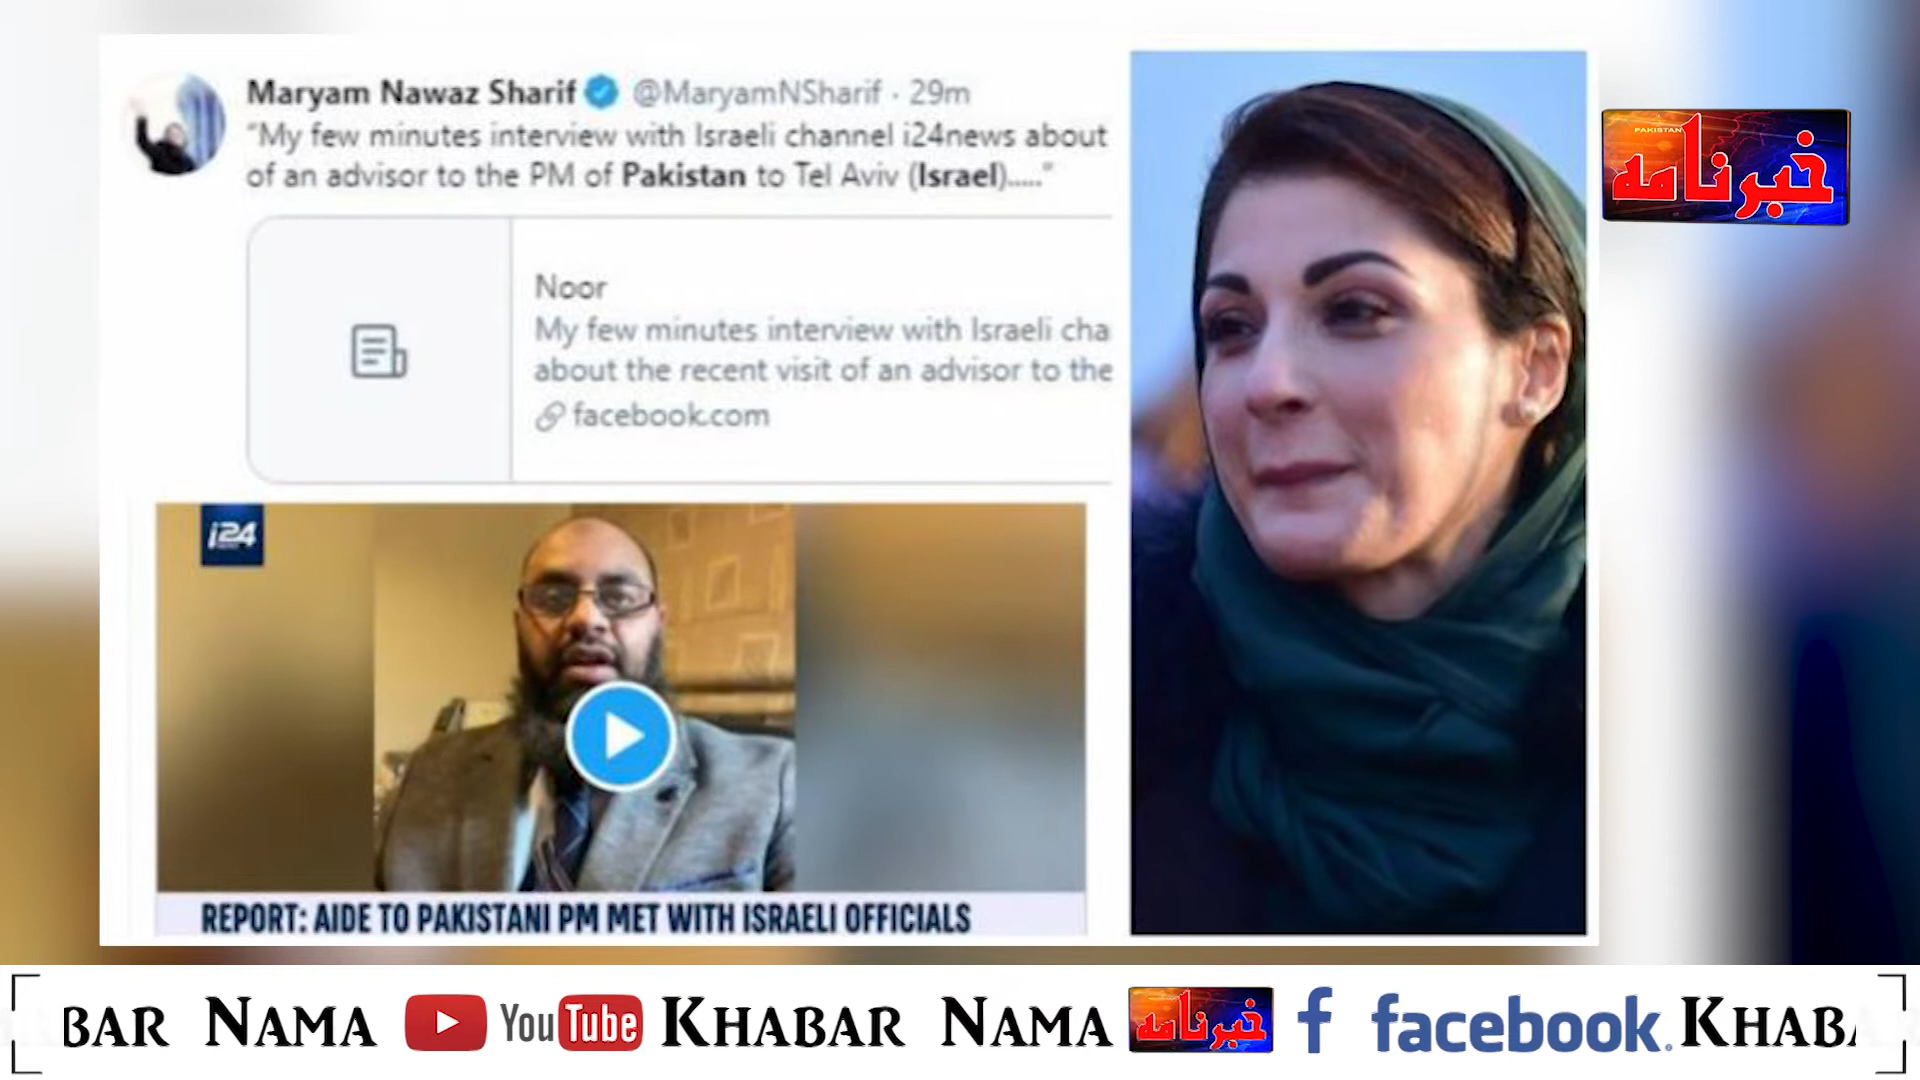 Maryam Nawaz Sharif @MaryamNSharif · 29m
“My few minutes interview with Israeli channel i24news about
of an advisor to the PM of Pakistan to Tel Aviv (Israel).....”
Noor
My few minutes interview with Israeli cha
about the recent visit of an advisor to the
facebook.com
PAKISTAN
خبرنامہ
i24
NEWS
REPORT: AIDE TO PAKISTANI PM MET WITH ISRAELI OFFICIALS
BAR NAMA YouTube KHABAR NAMA خبرنامہ f facebook. KHABA